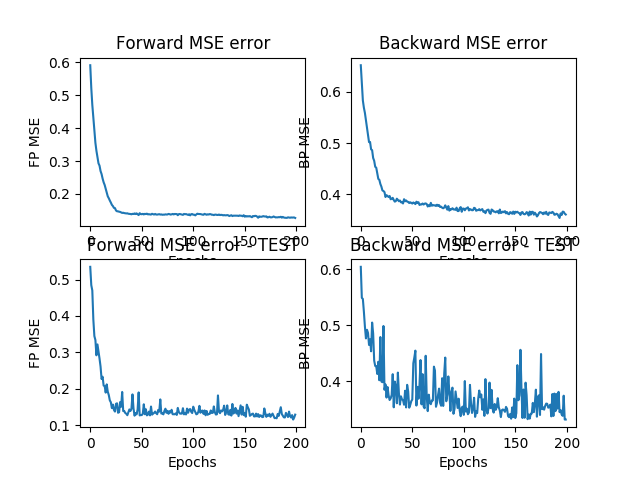 Forward MSE error
Backward MSE error
0.6
0.5
0.4
0.3
0.2
FP MSE
0 50 100 150 200
Epochs
0.6
0.5
0.4
BP MSE
0 50 100 150 200
Forward MSE error - TEST
Backward MSE error - TEST
0.5
0.4
0.3
0.2
0.1
FP MSE
0 50 100 150 200
Epochs
0.6
0.5
0.4
BP MSE
0 50 100 150 200
Epochs